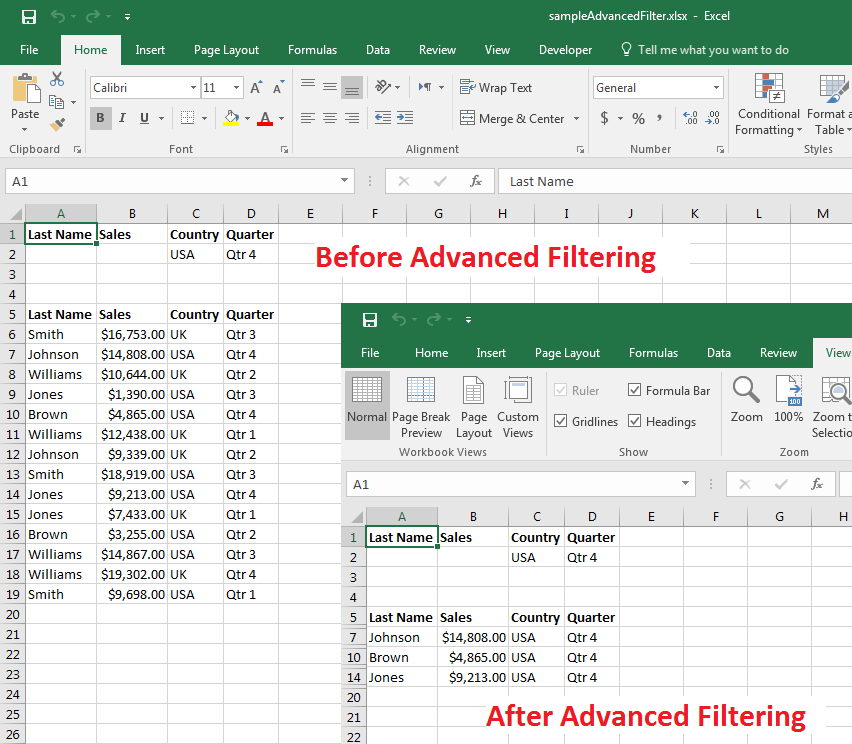 sampleAdvancedFilter.xlsx - Excel
File Home Insert Page Layout Formulas Data Review View Developer Tell me what you want to do
Calibri 11 A A Wrap Text General
Paste B I U A Merge & Center $ % , .00 .0 Conditional Formatting Format a Table
Clipboard Font Alignment Number Styles
A1 fx Last Name
A B C D E F G H I J K L M
1 Last Name Sales Country Quarter
2 USA Qtr 4
Before Advanced Filtering
3
4
5 Last Name Sales Country Quarter
6 Smith $16,753.00 UK Qtr 3
7 Johnson $14,808.00 USA Qtr 4
8 Williams $10,644.00 UK Qtr 2
9 Jones $1,390.00 USA Qtr 3
10 Brown $4,865.00 USA Qtr 4
11 Williams $12,438.00 UK Qtr 1
12 Johnson $9,339.00 UK Qtr 2
13 Smith $18,919.00 USA Qtr 3
14 Jones $9,213.00 USA Qtr 4
15 Jones $7,433.00 UK Qtr 1
16 Brown $3,255.00 USA Qtr 2
17 Williams $14,867.00 USA Qtr 3
18 Williams $19,302.00 UK Qtr 4
19 Smith $9,698.00 USA Qtr 1
20
21
22
23
24
25
26
File Home Insert Page Layout Formulas Data Review View
Normal Page Break Preview Page Layout Custom Views Ruler Formula Bar Gridlines Headings Zoom 100% Zoom t Selectio
100
Workbook Views Show Zoom
A1 fx
A B C D E F G H
1 Last Name Sales Country Quarter
2 USA Qtr 4
3
4
5 Last Name Sales Country Quarter
7 Johnson $14,808.00 USA Qtr 4
10 Brown $4,865.00 USA Qtr 4
14 Jones $9,213.00 USA Qtr 4
20
21
22
After Advanced Filtering